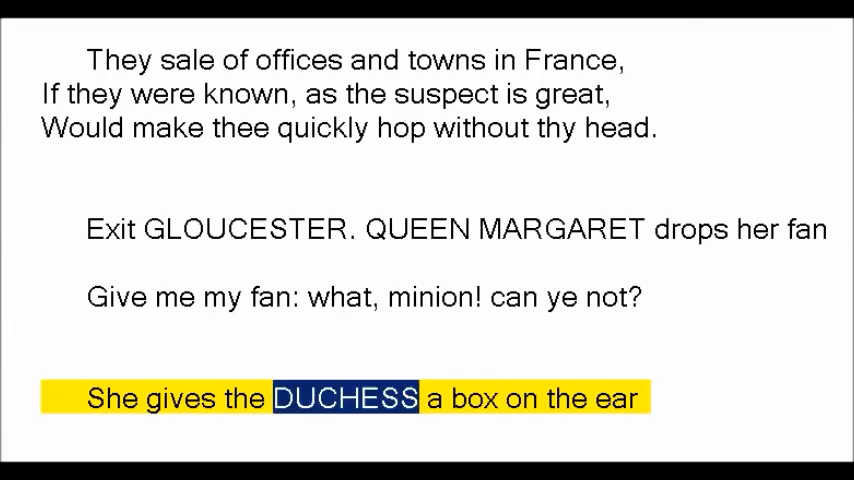 They sale of offices and towns in France,
If they were known, as the suspect is great,
Would make thee quickly hop without thy head.
Exit GLOUCESTER. QUEEN MARGARET drops her fan
Give me my fan: what, minion! can ye not?
She gives the DUCHESS a box on the ear